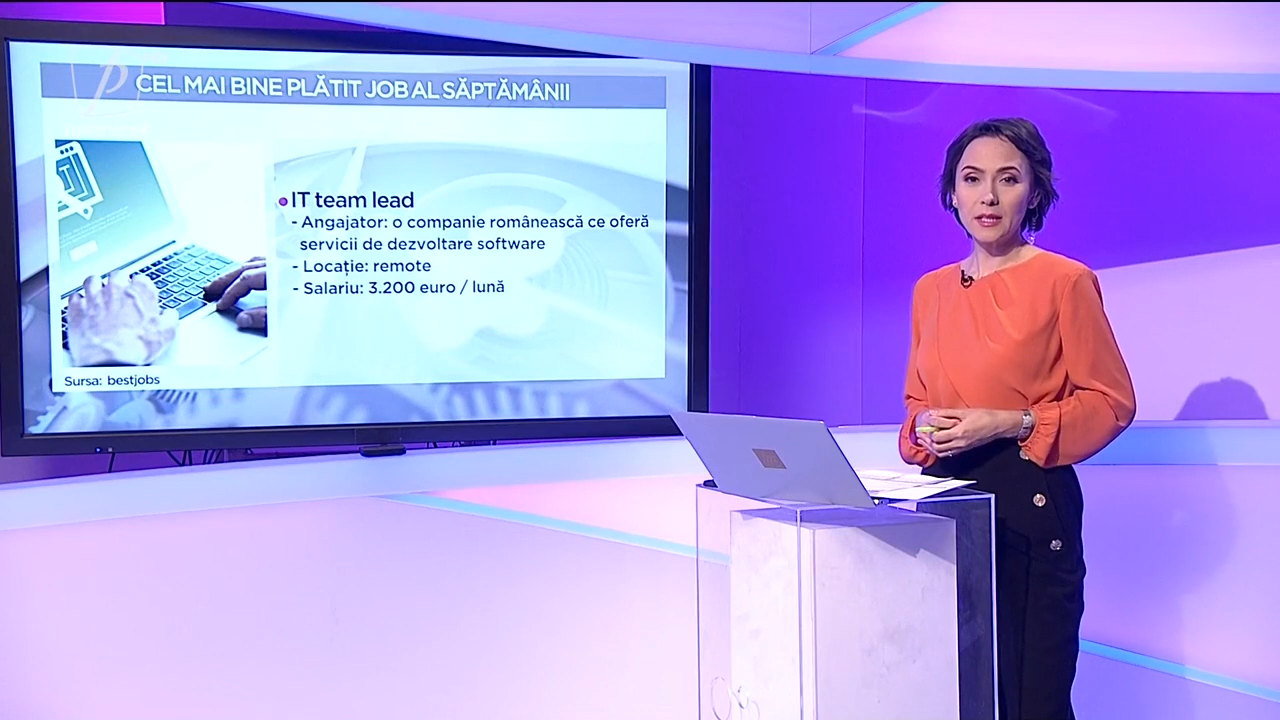 CEL MAI BINE PLĂTIT JOB AL SĂPTĂMÂNII
IT team lead
- Angajator: o companie românească ce oferă
servicii de dezvoltare software
- Locație: remote
- Salariu: 3.200 euro / lună
Sursa: bestjobs